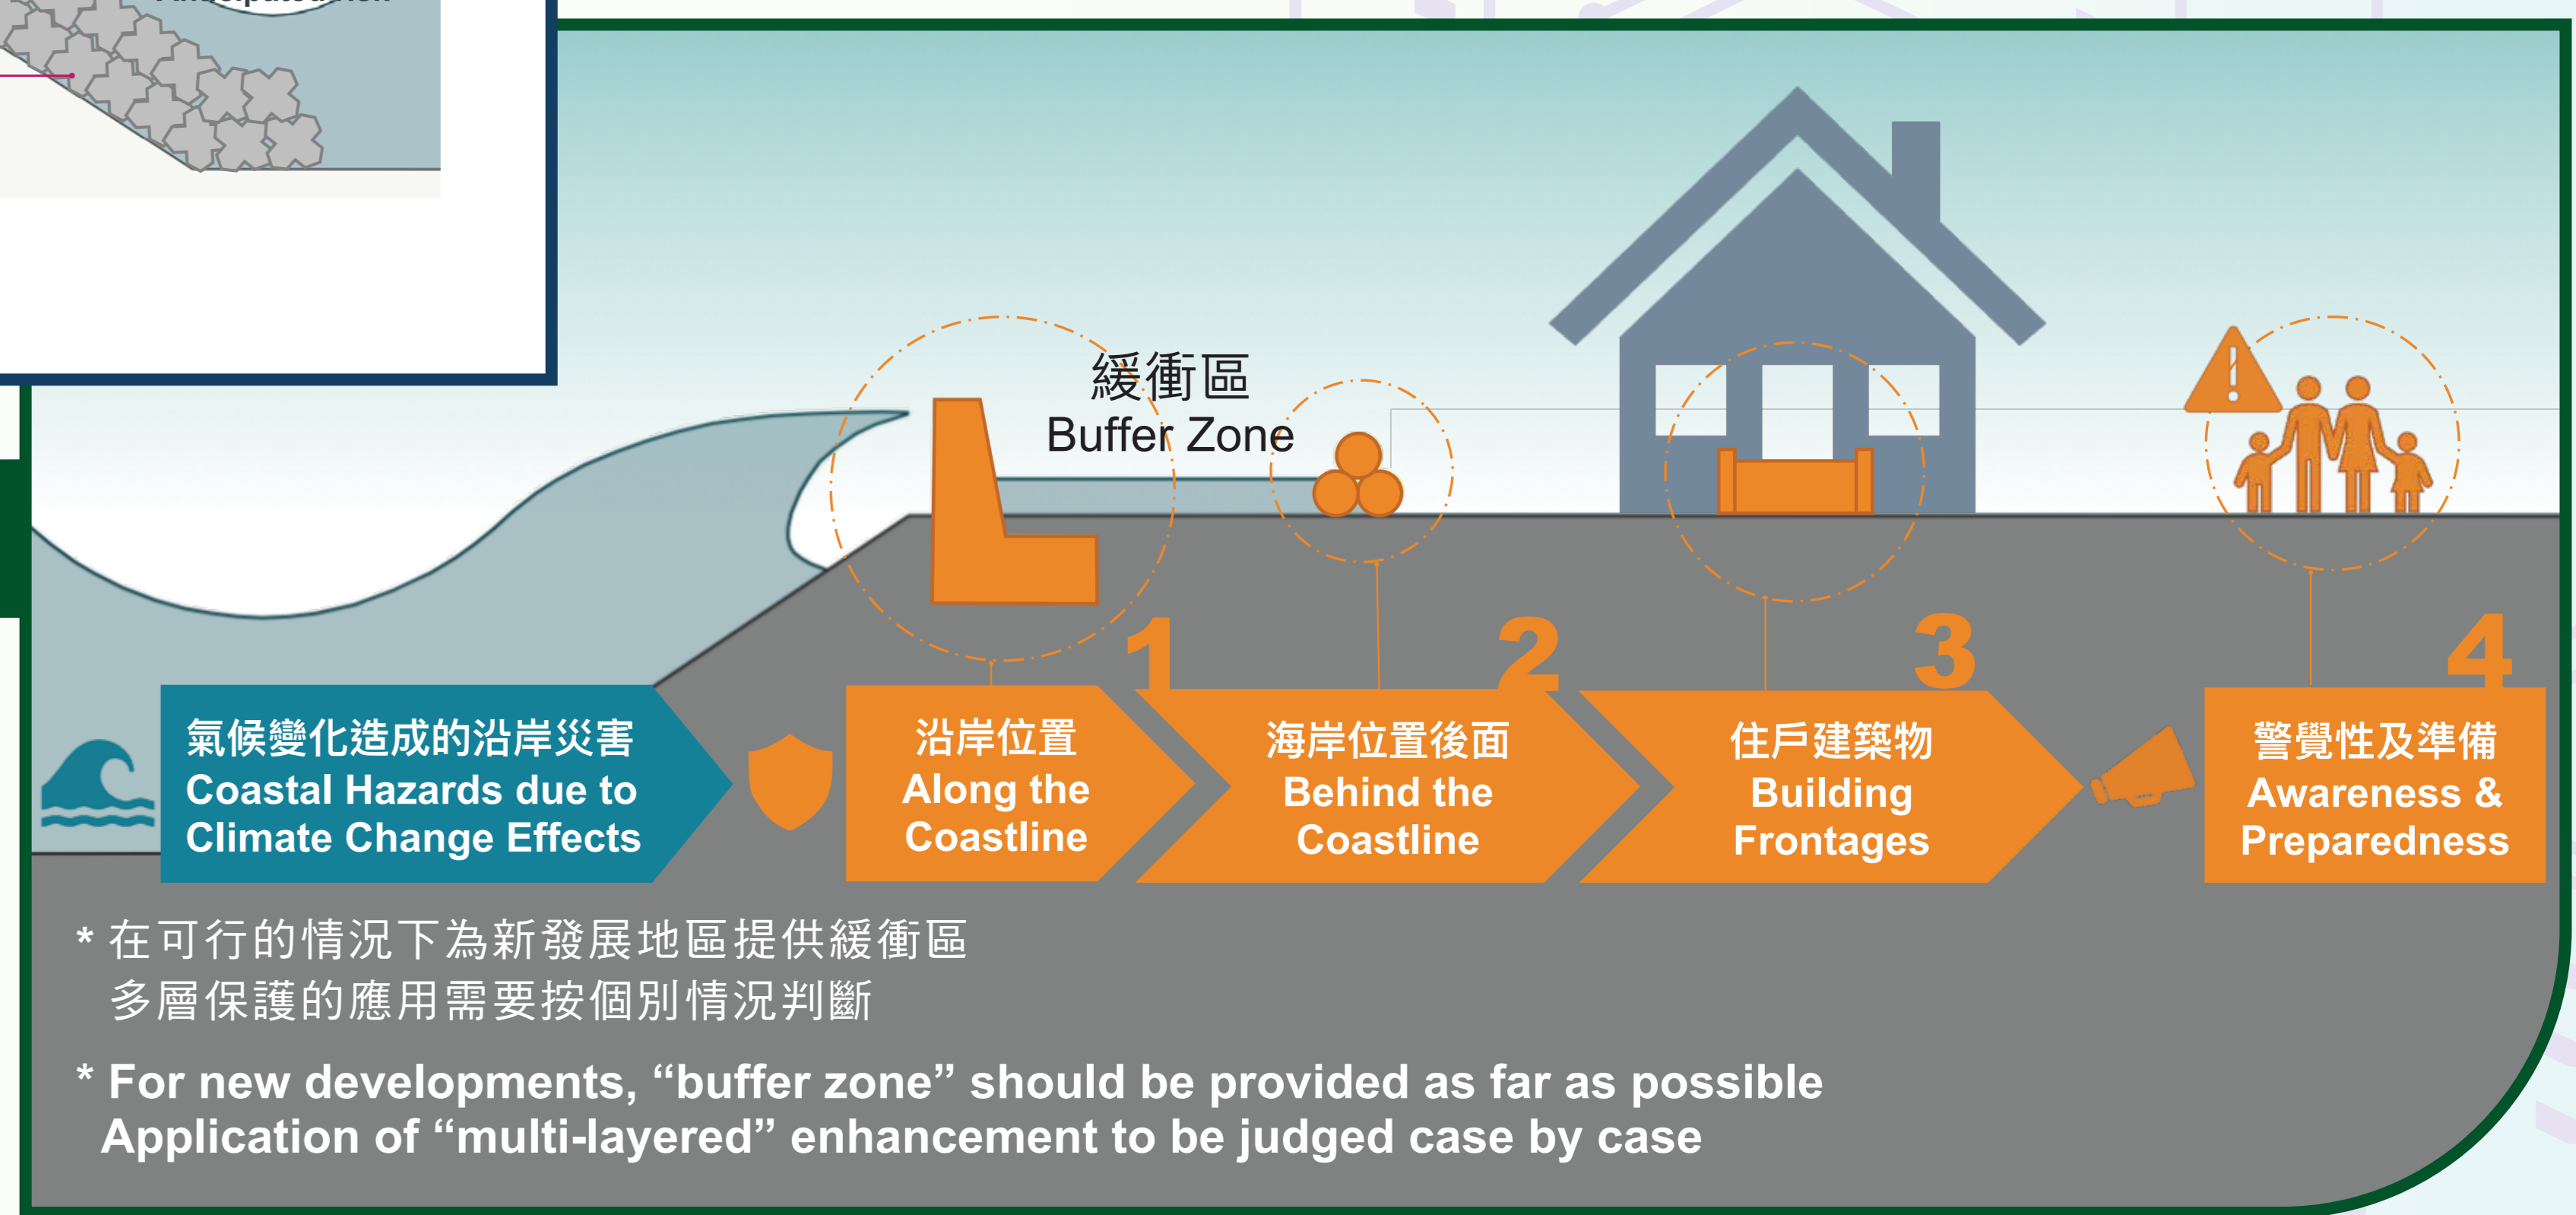 緩衝區
Buffer Zone
1
2
3
4
氣候變化造成的沿岸災害
Coastal Hazards due to
Climate Change Effects
沿岸位置
Along the
Coastline
海岸位置後面
Behind the
Coastline
住戶建築物
Building
Frontages
警覺性及準備
Awareness &
Preparedness
* 在可行的情況下為新發展地區提供緩衝區
多層保護的應用需要按個別情況判斷
* For new developments, “buffer zone” should be provided as far as possible
Application of “multi-layered” enhancement to be judged case by case